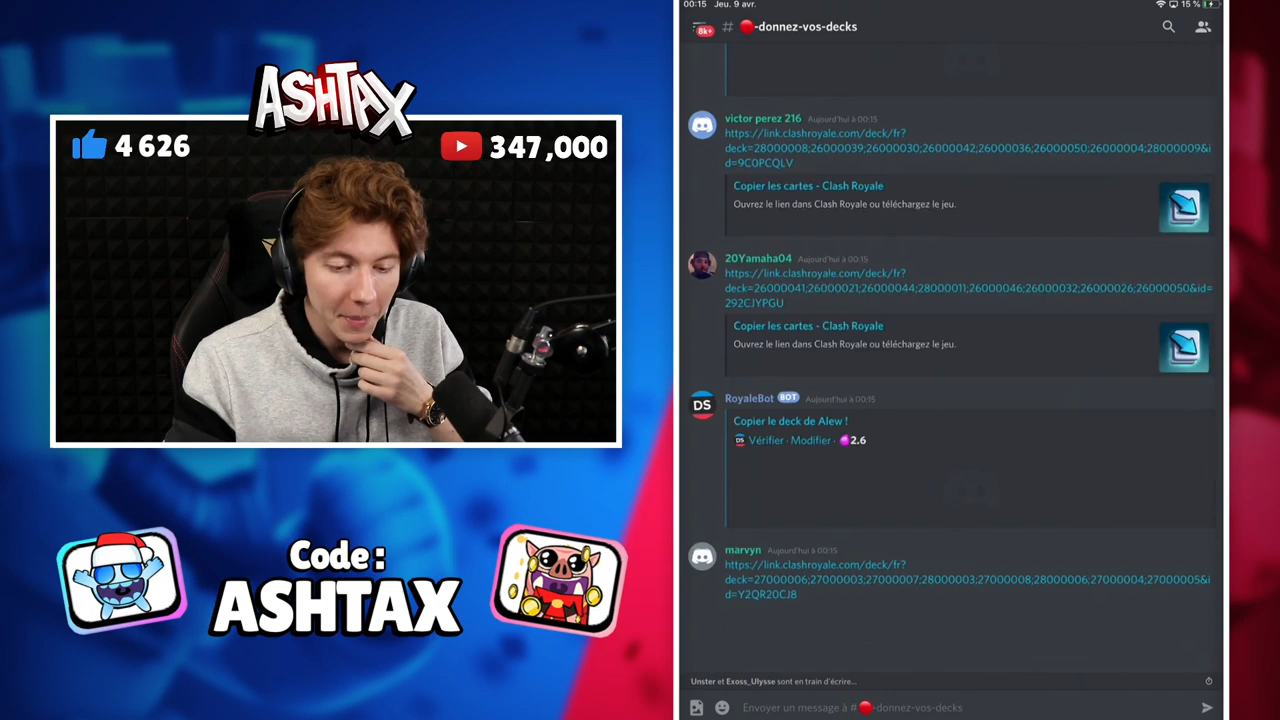 ASHTAX
4 626
347,000
Code :
ASHTAX
00:15 Jeu. 9 avr.
15 %
8k+
# 🔴-donnez-vos-decks
victor perez 216 Aujourd'hui à 00:15
https://link.clashroyale.com/deck/fr?
deck=28000008;26000039;26000030;26000042;26000036;26000050;26000004;28000009&i
d=9C0PCQLV
Copier les cartes - Clash Royale
Ouvrez le lien dans Clash Royale ou téléchargez le jeu.
20Yamaha04 Aujourd'hui à 00:15
https://link.clashroyale.com/deck/fr?
deck=26000041;26000021;26000044;28000011;26000046;26000032;26000026;26000050&id=
292CJYPGU
Copier les cartes - Clash Royale
Ouvrez le lien dans Clash Royale ou téléchargez le jeu.
DS
RoyaleBot BOT Aujourd'hui à 00:15
Copier le deck de Alew !
DS Vérifier · Modifier · 2.6
marvyn Aujourd'hui à 00:15
https://link.clashroyale.com/deck/fr?
deck=27000006;27000003;27000007;28000003;27000008;28000006;27000004;27000005&i
d=Y2QR20CJ8
Unster et Exoss_Ulysse sont en train d'écrire...
Envoyer un message à #🔴-donnez-vos-decks